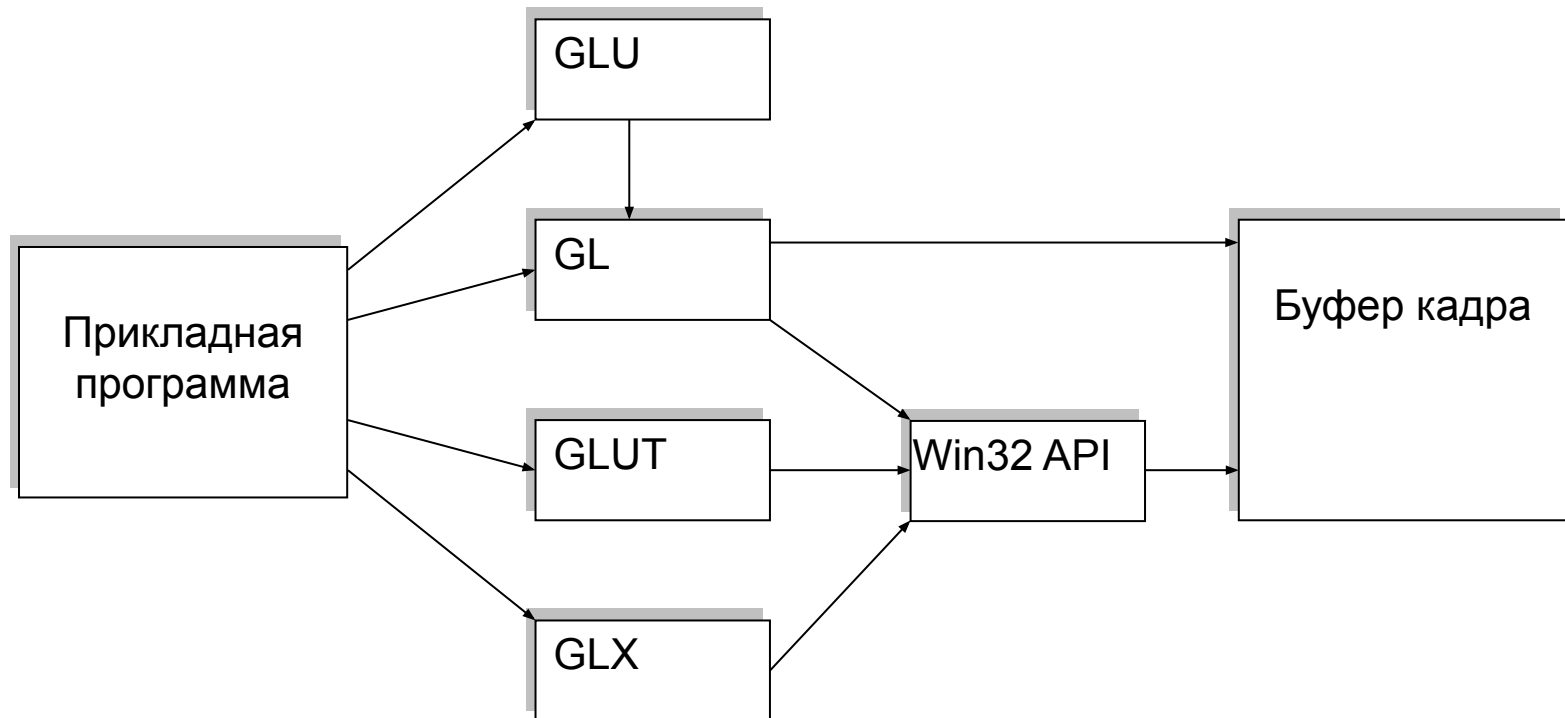 GLU
GL
Прикладная
программа
Буфер кадра
GLUT
Win32 API
GLX